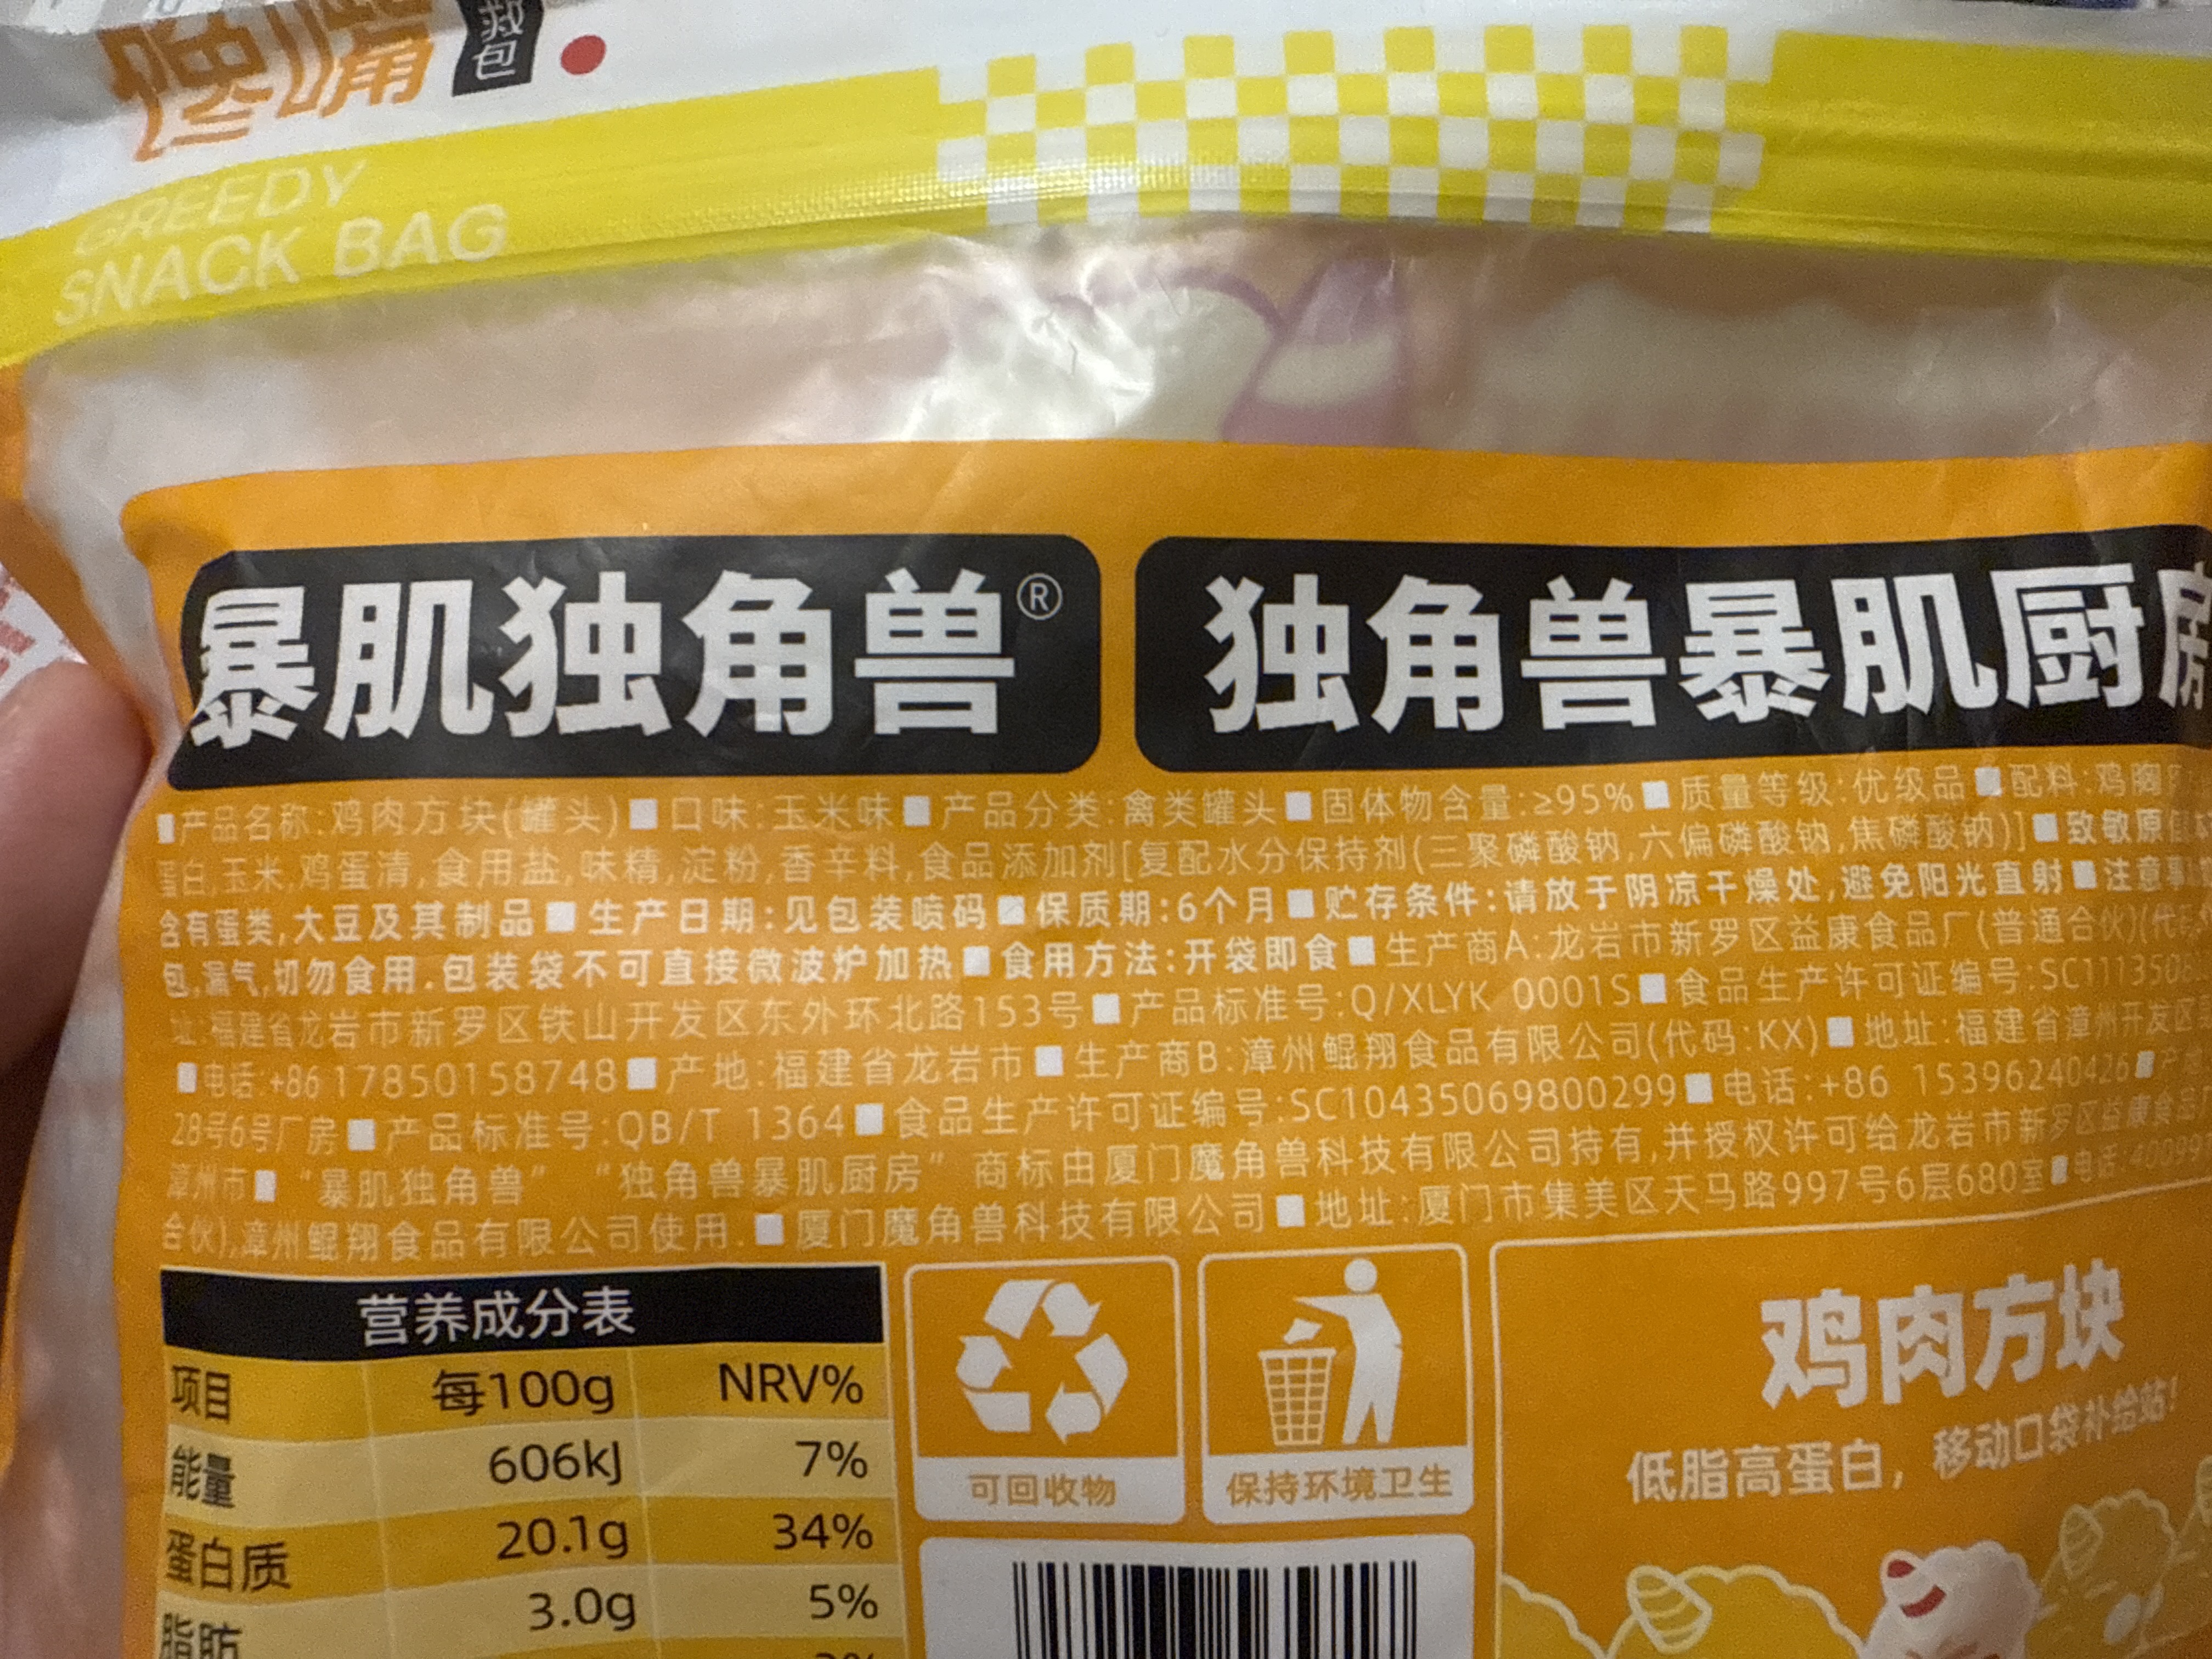 馋嘴
救包
GREEDY
SNACK BAG
暴肌独角兽®
独角兽暴肌厨房
■产品名称:鸡肉方块(罐头)■口味:玉米味■产品分类:禽类罐头■固体物含量:≥95%■质量等级:优级品■配料:鸡胸
蛋白,玉米,鸡蛋清,食用盐,味精,淀粉,香辛料,食品添加剂[复配水分保持剂(三聚磷酸钠,六偏磷酸钠,焦磷酸钠)]■致敏原
含有蛋类,大豆及其制品■生产日期:见包装喷码■保质期:6个月■贮存条件:请放于阴凉干燥处,避免阳光直射■注意事
包,漏气,切勿食用.包装袋不可直接微波炉加热■食用方法:开袋即食■生产商A:龙岩市新罗区益康食品厂(普通合伙)(代
址:福建省龙岩市新罗区铁山开发区东外环北路153号■产品标准号:Q/XLYK 0001S■食品生产许可证编号:SC1113508
■电话:+86 17850158748■产地:福建省龙岩市■生产商B:漳州鲲翔食品有限公司(代码:KX)■地址:福建省漳州开发区
28号6号厂房■产品标准号:QB/T 1364■食品生产许可证编号:SC10435069800299■电话:+86 15396240426■产地
漳州市■“暴肌独角兽” “独角兽暴肌厨房” 商标由厦门魔角兽科技有限公司持有,并授权许可给龙岩市新罗区益康食品
合伙),漳州鲲翔食品有限公司使用.■厦门魔角兽科技有限公司■地址:厦门市集美区天马路997号6层680室■电话:40099
营养成分表
项目 每100g NRV%
能量 606kJ 7%
蛋白质 20.1g 34%
脂肪 3.0g 5%
可回收物
保持环境卫生
鸡肉方块
低脂高蛋白，移动口袋补给站!